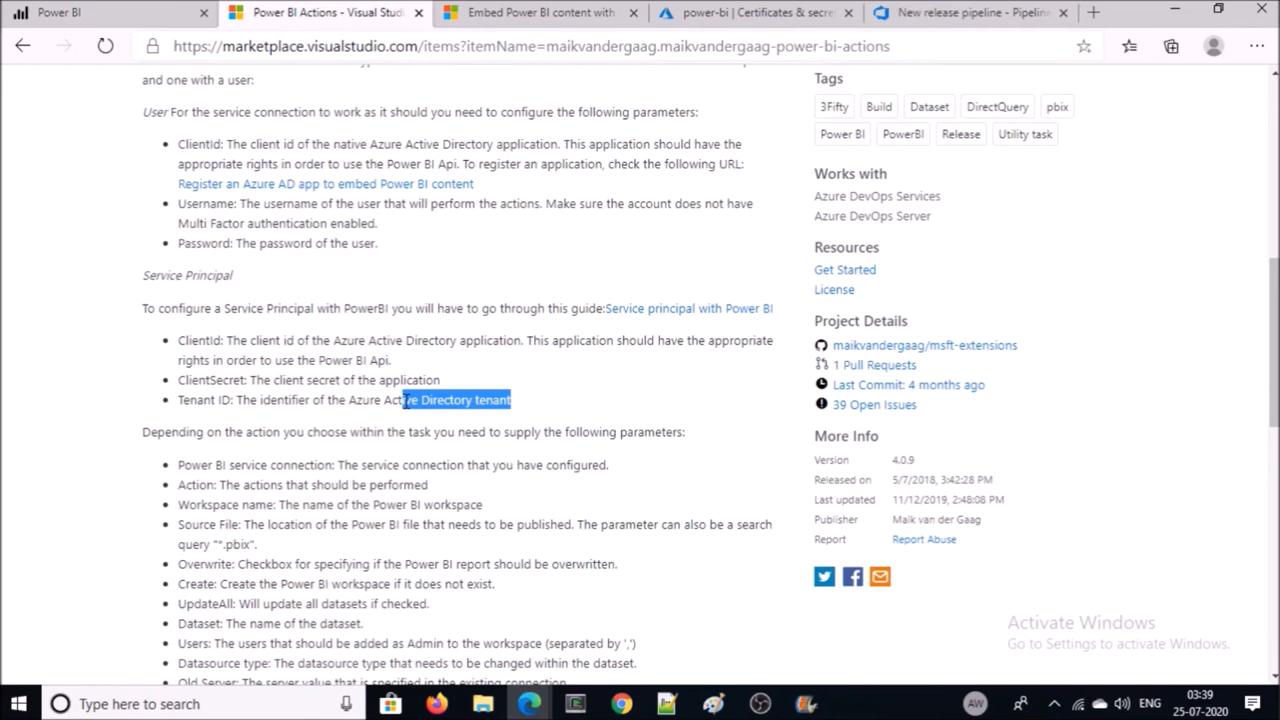 Power BI
Power BI Actions - Visual Studi
Embed Power BI content with
power-bi | Certificates & secre
New release pipeline - Pipeline
https://marketplace.visualstudio.com/items?itemName=maikvandergaag.maikvandergaag-power-bi-actions
and one with a user:
User For the service connection to work as it should you need to configure the following parameters:
ClientId: The client id of the native Azure Active Directory application. This application should have the
appropriate rights in order to use the Power BI Api. To register an application, check the following URL:
Register an Azure AD app to embed Power BI content
Username: The username of the user that will perform the actions. Make sure the account does not have
Multi Factor authentication enabled.
Password: The password of the user.
Service Principal
To configure a Service Principal with PowerBI you will have to go through this guide:Service principal with Power BI
ClientId: The client id of the Azure Active Directory application. This application should have the appropriate
rights in order to use the Power BI Api.
ClientSecret: The client secret of the application
Tenant ID: The identifier of the Azure Active Directory tenant
Depending on the action you choose within the task you need to supply the following parameters:
Power BI service connection: The service connection that you have configured.
Action: The actions that should be performed
Workspace name: The name of the Power BI workspace
Source File: The location of the Power BI file that needs to be published. The parameter can also be a search
query "*.pbix".
Overwrite: Checkbox for specifying if the Power BI report should be overwritten.
Create: Create the Power BI workspace if it does not exist.
UpdateAll: Will update all datasets if checked.
Dataset: The name of the dataset.
Users: The users that should be added as Admin to the workspace (separated by ',')
Datasource type: The datasource type that needs to be changed within the dataset.
Old Server: The server value that is specified in the existing connection.
Tags
3Fifty
Build
Dataset
DirectQuery
pbix
Power BI
PowerBI
Release
Utility task
Works with
Azure DevOps Services
Azure DevOps Server
Resources
Get Started
License
Project Details
maikvandergaag/msft-extensions
1 Pull Requests
Last Commit: 4 months ago
39 Open Issues
More Info
Version 4.0.9
Released on 5/7/2018, 3:42:28 PM
Last updated 11/12/2019, 2:48:08 PM
Publisher Maik van der Gaag
Report Report Abuse
Activate Windows
Go to Settings to activate Windows.
Type here to search
AW
ENG
03:39
25-07-2020